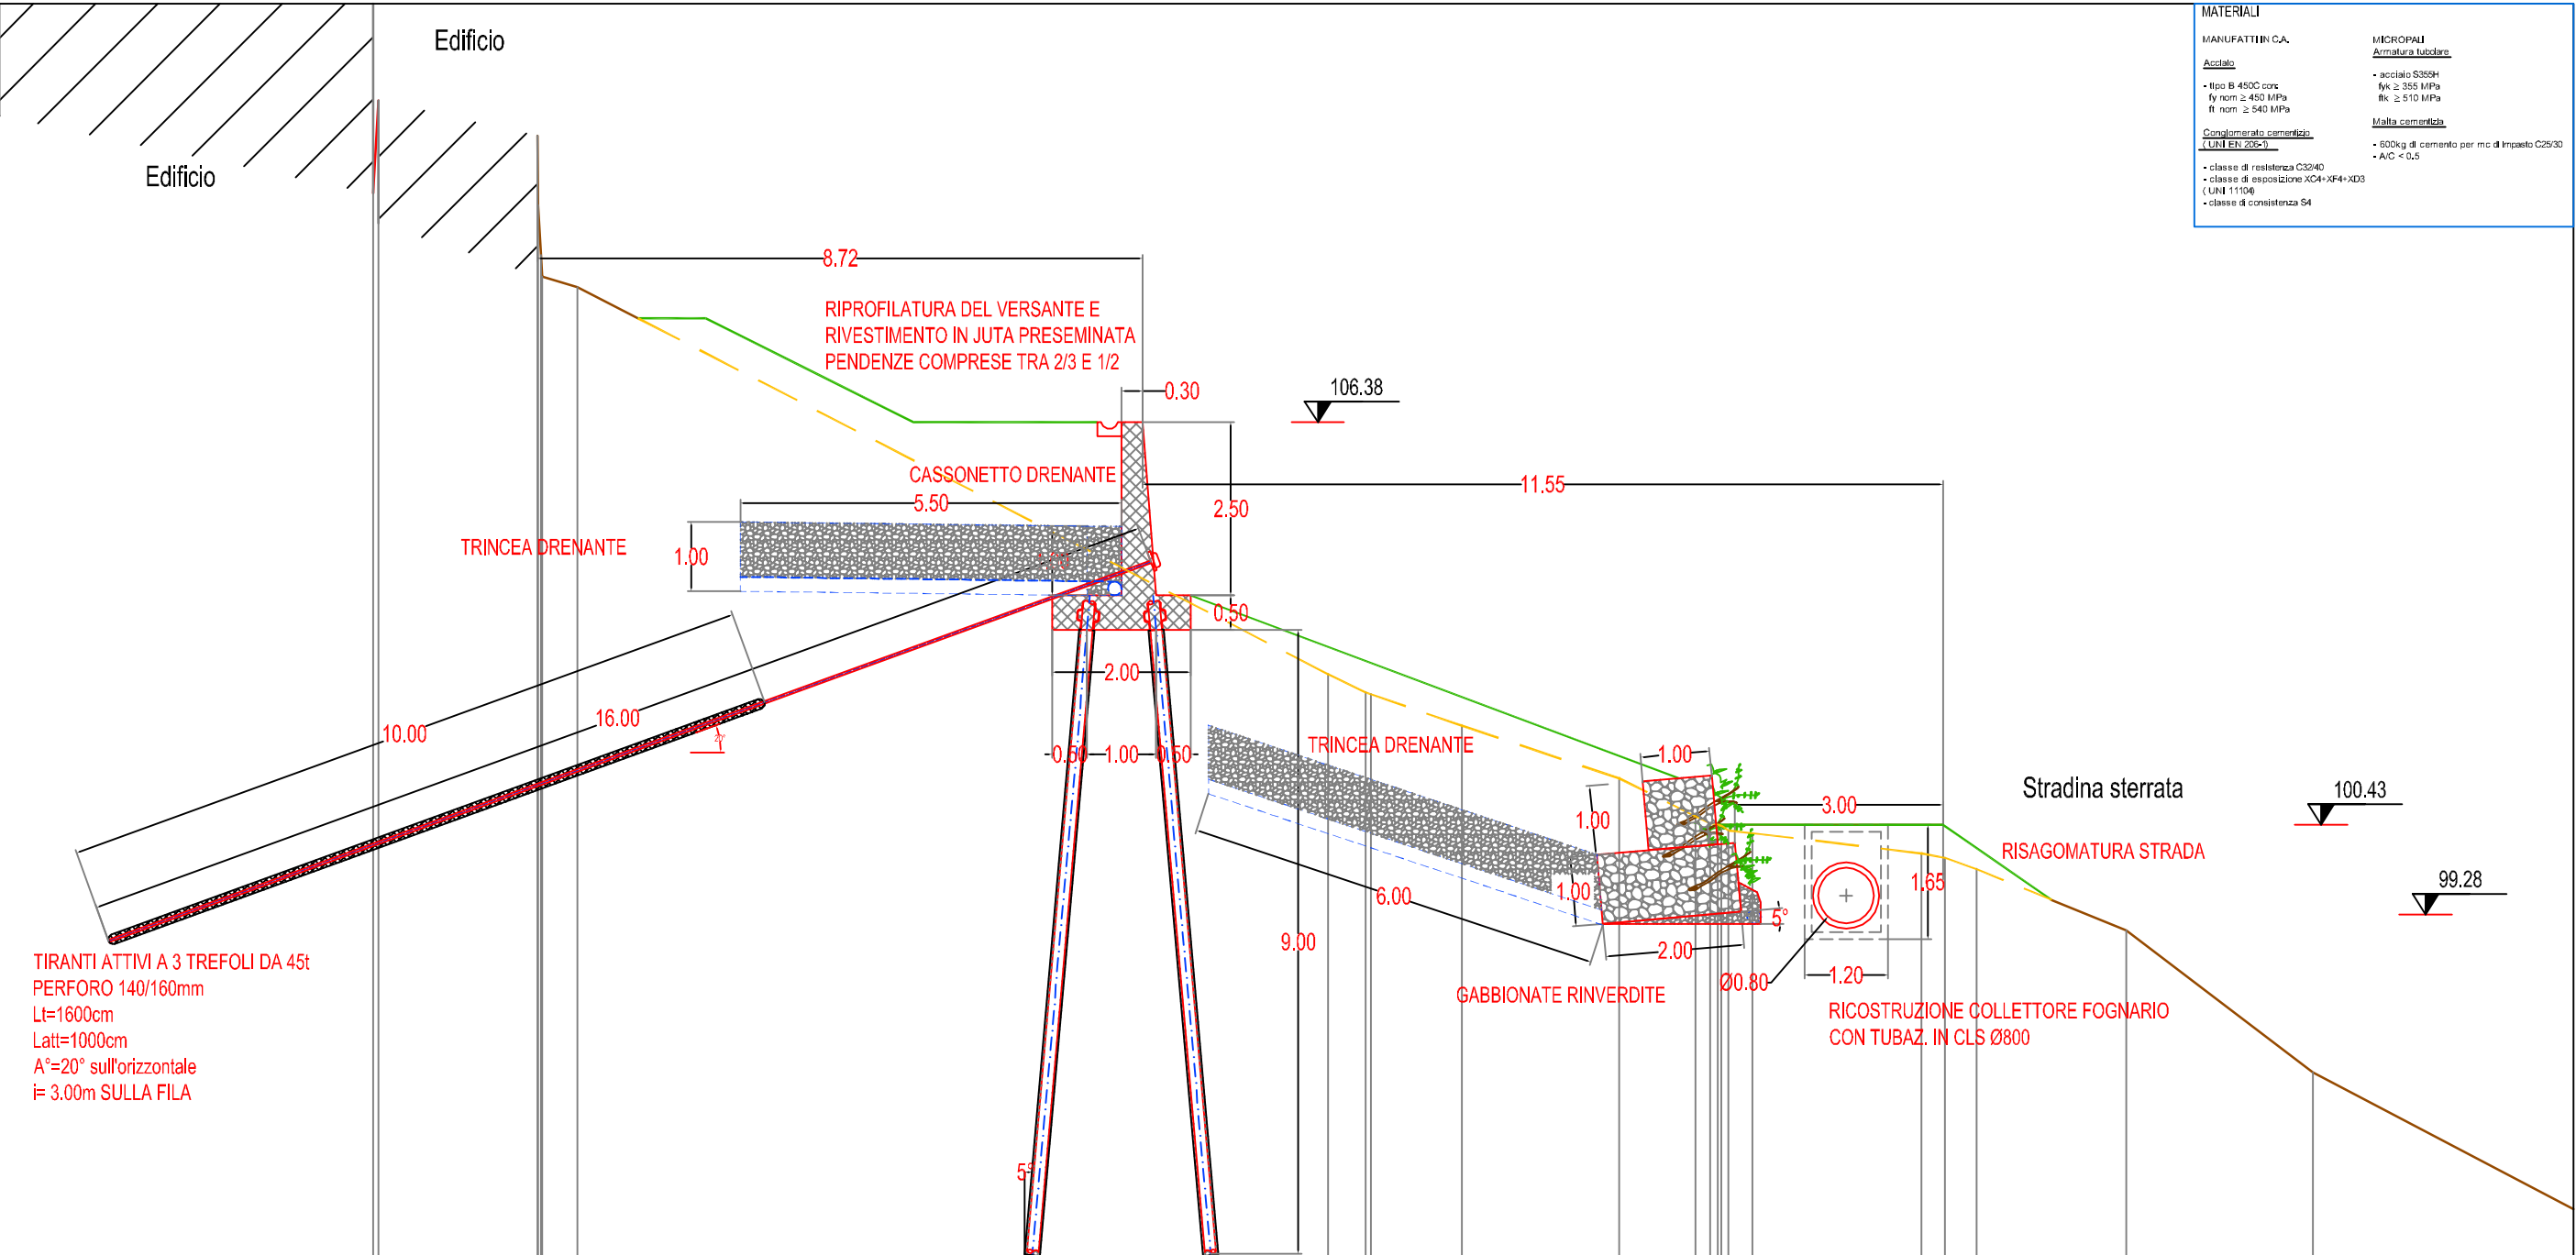 Edificio
Edificio
MATERIALI
MANUFATTI IN C.A.
Acciaio
- tipo B 450C con:
fy nom ≥ 450 MPa
ft nom ≥ 540 MPa
Conglomerato cementizio
( UNI EN 206-1)
- classe di resistenza C32/40
- classe di esposizione XC4+XF4+XD3
( UNI 11104)
- classe di consistenza S4
MICROPALI
Armatura tubolare
- acciaio S355H
fyk ≥ 355 MPa
ftk ≥ 510 MPa
Malta cementizia
- 600kg di cemento per mc di impasto C25/30
- A/C < 0.5
8.72
RIPROFILATURA DEL VERSANTE E
RIVESTIMENTO IN JUTA PRESEMINATA
PENDENZE COMPRESE TRA 2/3 E 1/2
0.30
106.38
CASSONETTO DRENANTE
5.50
11.55
2.50
TRINCEA DRENANTE
1.00
0.50
2.00
10.00
16.00
20°
0.50
1.00
0.50
TRINCEA DRENANTE
1.00
1.00
3.00
Stradina sterrata
100.43
RISAGOMATURA STRADA
1.65
99.28
1.00
6.00
5°
9.00
2.00
Ø0.80
1.20
GABBIONATE RINVERDITE
RICOSTRUZIONE COLLETTORE FOGNARIO
CON TUBAZ. IN CLS Ø800
TIRANTI ATTIVI A 3 TREFOLI DA 45t
PERFORO 140/160mm
Lt=1600cm
Latt=1000cm
A°=20° sull'orizzontale
i= 3.00m SULLA FILA
5°